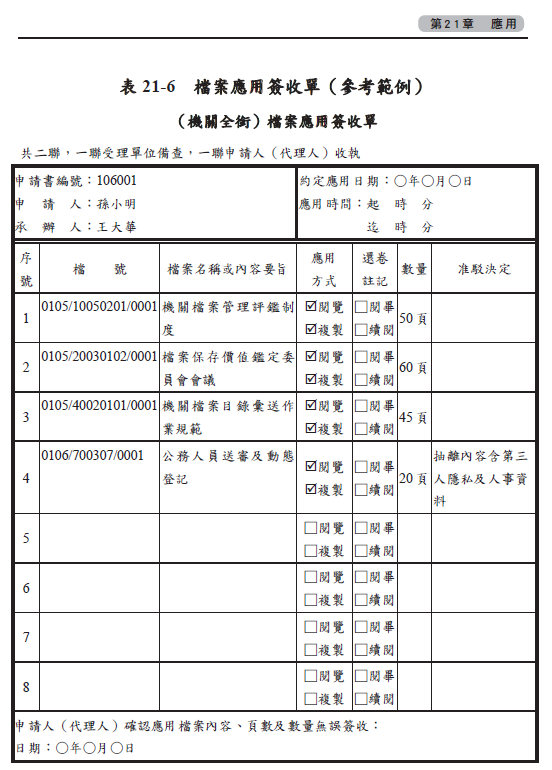 第21章 應用
表 21-6 檔案應用簽收單（參考範例）
（機關全銜）檔案應用簽收單
共二聯，一聯受理單位備查，一聯申請人（代理人）收執
申請書編號：106001
申 請 人：孫小明
承 辦 人：王大華
約定應用日期：○年○月○日
應用時間：起 時 分
迄 時 分
序號 檔 號 檔案名稱或內容要旨 應用方式 還卷註記 數量 准駁決定
1 0105/10050201/0001 機關檔案管理評鑑制度 ☑閱覽 ☑複製 □閱畢 □續閱 50頁
2 0105/20030102/0001 檔案保存價值鑑定委員會會議 ☑閱覽 ☑複製 □閱畢 □續閱 60頁
3 0105/40020101/0001 機關檔案目錄彙送作業規範 ☑閱覽 ☑複製 □閱畢 □續閱 45頁
4 0106/700307/0001 公務人員送審及動態登記 ☑閱覽 ☑複製 □閱畢 □續閱 20頁 抽離內容含第三人隱私及人事資料
5 □閱覽 □複製 □閱畢 □續閱
6 □閱覽 □複製 □閱畢 □續閱
7 □閱覽 □複製 □閱畢 □續閱
8 □閱覽 □複製 □閱畢 □續閱
申請人（代理人）確認應用檔案內容、頁數及數量無誤簽收：
日期：○年○月○日